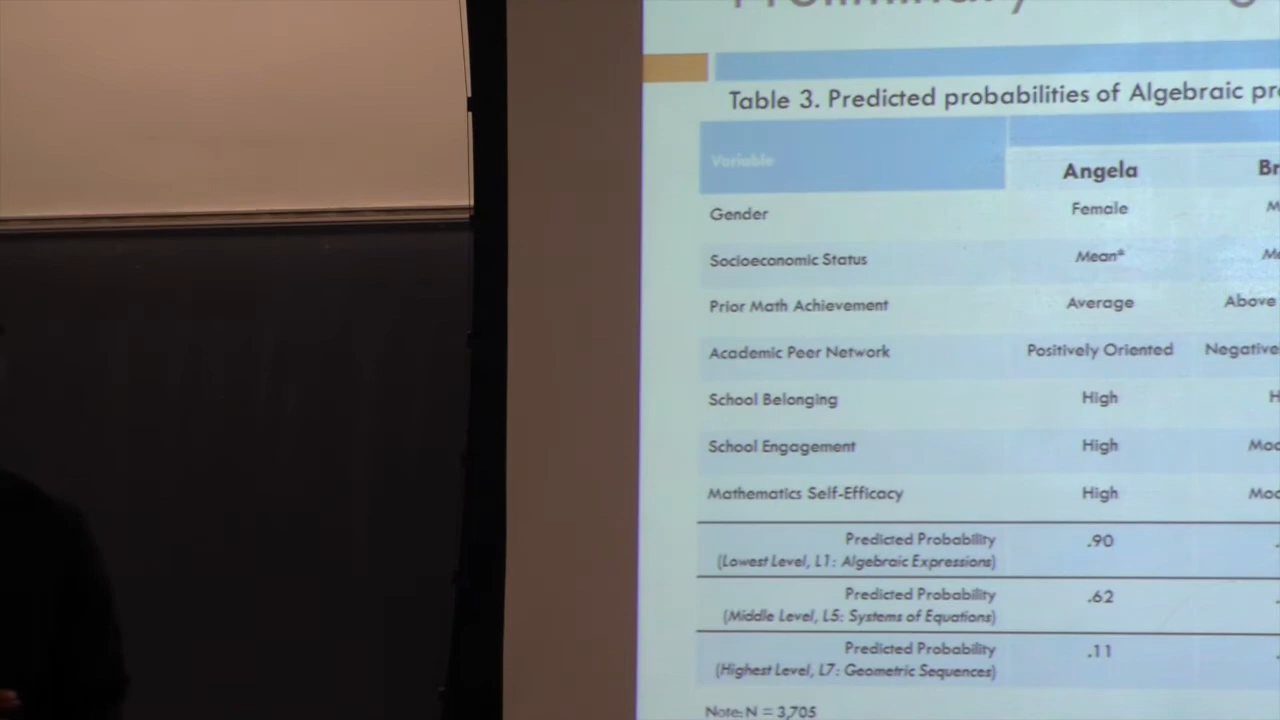 Table 3. Predicted probabilities of Algebraic
Variable
Angela
Gender Female
Socioeconomic Status Mean*
Prior Math Achievement Average Above
Academic Peer Network Positively Oriented
School Belonging High
School Engagement High
Mathematics Self-Efficacy High
Predicted Probability .90
(Lowest Level, L1: Algebraic Expressions)
Predicted Probability .62
(Middle Level, L5: Systems of Equations)
Predicted Probability .11
(Highest Level, L7: Geometric Sequences)
Note: N = 3,705